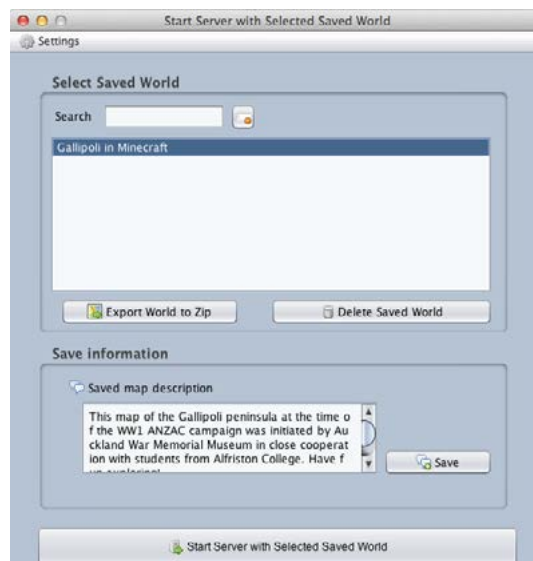 Start Server with Selected Saved World
Settings
Select Saved World
Search
Gallipoli in Minecraft
Export World to Zip
Delete Saved World
Save information
Saved map description
This map of the Gallipoli peninsula at the time o
f the WW1 ANZAC campaign was initiated by Au
ckland War Memorial Museum in close cooperat
ion with students from Alfriston College. Have f
Save
Start Server with Selected Saved World